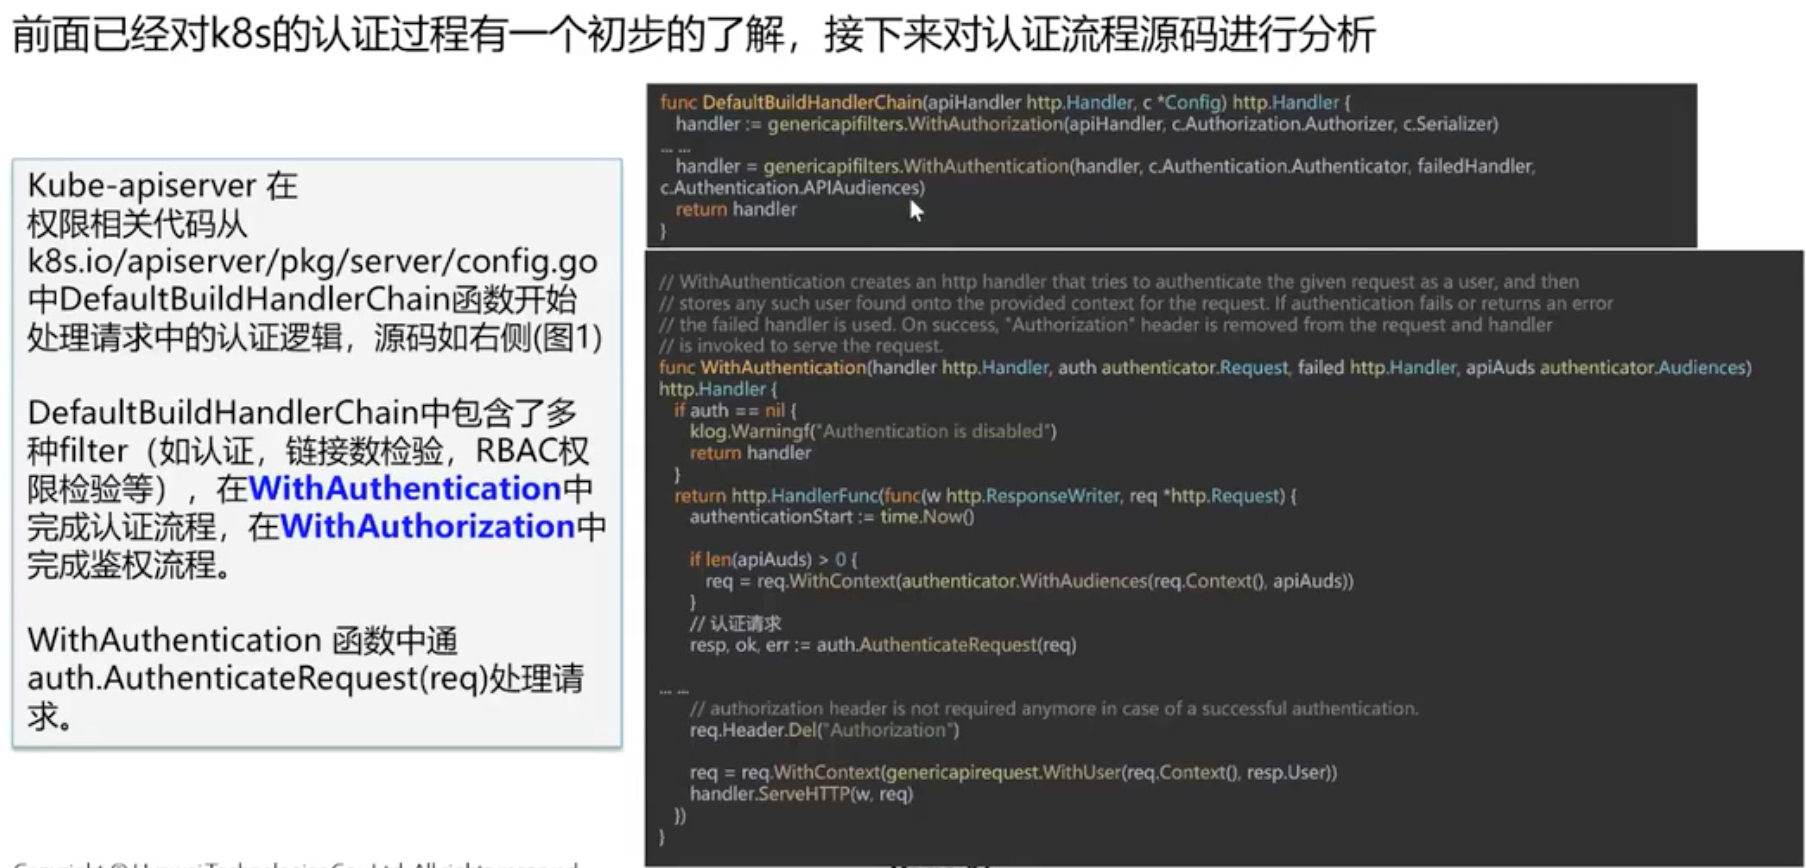 前面已经对k8s的认证过程有一个初步的了解，接下来对认证流程源码进行分析
Kube-apiserver 在
权限相关代码从
k8s.io/apiserver/pkg/server/config.go
中DefaultBuildHandlerChain函数开始
处理请求中的认证逻辑，源码如右侧(图1)
DefaultBuildHandlerChain中包含了多
种filter（如认证，链接数检验，RBAC权
限检验等），在WithAuthentication中
完成认证流程，在WithAuthorization中
完成鉴权流程。
WithAuthentication 函数中通
auth.AuthenticateRequest(req)处理请
求。
func DefaultBuildHandlerChain(apiHandler http.Handler, c *Config) http.Handler {
handler := genericapifilters.WithAuthorization(apiHandler, c.Authorization.Authorizer, c.Serializer)
... ...
handler = genericapifilters.WithAuthentication(handler, c.Authentication.Authenticator, failedHandler,
c.Authentication.APIAudiences)
return handler
}
// WithAuthentication creates an http handler that tries to authenticate the given request as a user, and then
// stores any such user found onto the provided context for the request. If authentication fails or returns an error
// the failed handler is used. On success, "Authorization" header is removed from the request and handler
// is invoked to serve the request.
func WithAuthentication(handler http.Handler, auth authenticator.Request, failed http.Handler, apiAuds authenticator.Audiences)
http.Handler {
if auth == nil {
klog.Warningf("Authentication is disabled")
return handler
}
return http.HandlerFunc(func(w http.ResponseWriter, req *http.Request) {
authenticationStart := time.Now()
if len(apiAuds) > 0 {
req = req.WithContext(authenticator.WithAudiences(req.Context(), apiAuds))
}
// 认证请求
resp, ok, err := auth.AuthenticateRequest(req)
... ...
// authorization header is not required anymore in case of a successful authentication.
req.Header.Del("Authorization")
req = req.WithContext(genericapirequest.WithUser(req.Context(), resp.User))
handler.ServeHTTP(w, req)
})
}